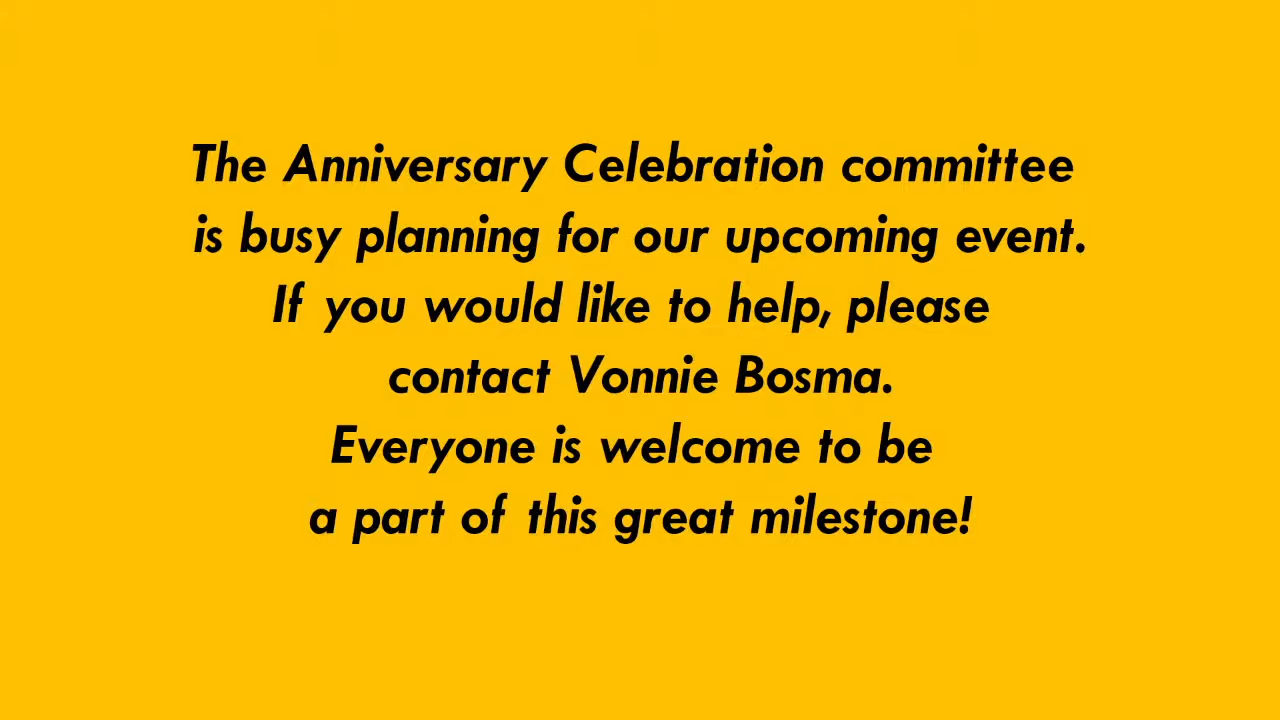 The Anniversary Celebration committee
is busy planning for our upcoming event.
If you would like to help, please
contact Vonnie Bosma.
Everyone is welcome to be
a part of this great milestone!